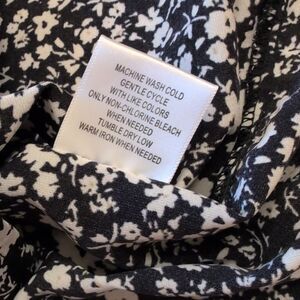 MACHINE WASH COLD
GENTLE CYCLE
WITH LIKE COLORS
ONLY NON-CHLORINE BLEACH
WHEN NEEDED
TUMBLE DRY LOW
WARM IRON WHEN NEEDED